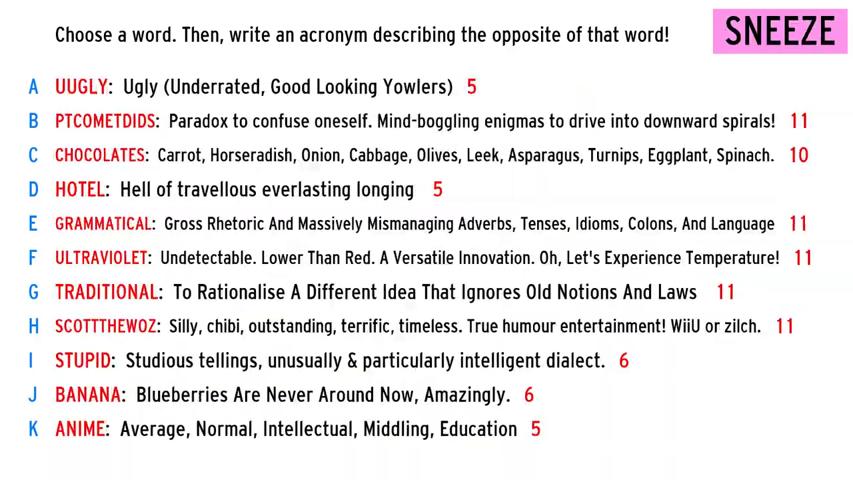 Choose a word. Then, write an acronym describing the opposite of that word!
SNEEZE
A UUGLY: Ugly (Underrated, Good Looking Yowlers) 5
B PTCOMETDIDS: Paradox to confuse oneself. Mind-boggling enigmas to drive into downward spirals! 11
C CHOCOLATES: Carrot, Horseradish, Onion, Cabbage, Olives, Leek, Asparagus, Turnips, Eggplant, Spinach. 10
D HOTEL: Hell of travellous everlasting longing 5
E GRAMMATICAL: Gross Rhetoric And Massively Mismanaging Adverbs, Tenses, Idioms, Colons, And Language 11
F ULTRAVIOLET: Undetectable. Lower Than Red. A Versatile Innovation. Oh, Let's Experience Temperature! 11
G TRADITIONAL: To Rationalise A Different Idea That Ignores Old Notions And Laws 11
H SCOTTTHEWOZ: Silly, chibi, outstanding, terrific, timeless. True humour entertainment! WiiU or zilch. 11
I STUPID: Studious tellings, unusually & particularly intelligent dialect. 6
J BANANA: Blueberries Are Never Around Now, Amazingly. 6
K ANIME: Average, Normal, Intellectual, Middling, Education 5